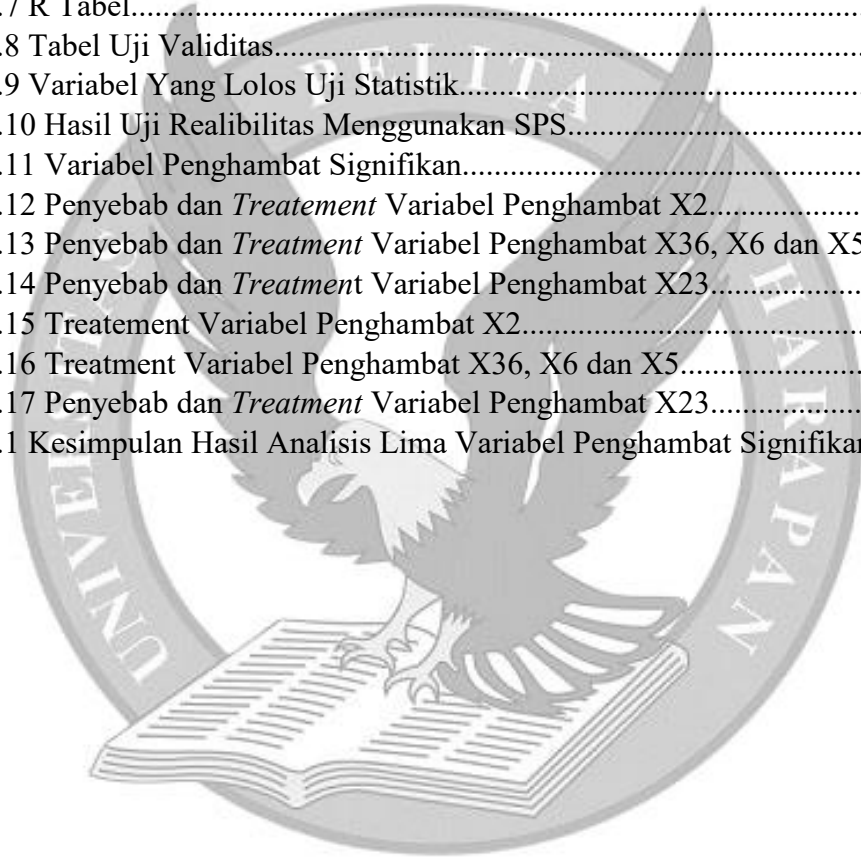 .7 R Tabel..............................................................................
.8 Tabel Uji Validitas..............................................................
.9 Variabel Yang Lolos Uji Statistik.......................................
.10 Hasil Uji Realibilitas Menggunakan SPS...........................
.11 Variabel Penghambat Signifikan.......................................
.12 Penyebab dan Treatement Variabel Penghambat X2..............
.13 Penyebab dan Treatment Variabel Penghambat X36, X6 dan X5
.14 Penyebab dan Treatment Variabel Penghambat X23..............
.15 Treatement Variabel Penghambat X2................................
.16 Treatment Variabel Penghambat X36, X6 dan X5................
.17 Penyebab dan Treatment Variabel Penghambat X23..............
.1 Kesimpulan Hasil Analisis Lima Variabel Penghambat Signifikan
UNIVERSITAS PELITA HARAPAN